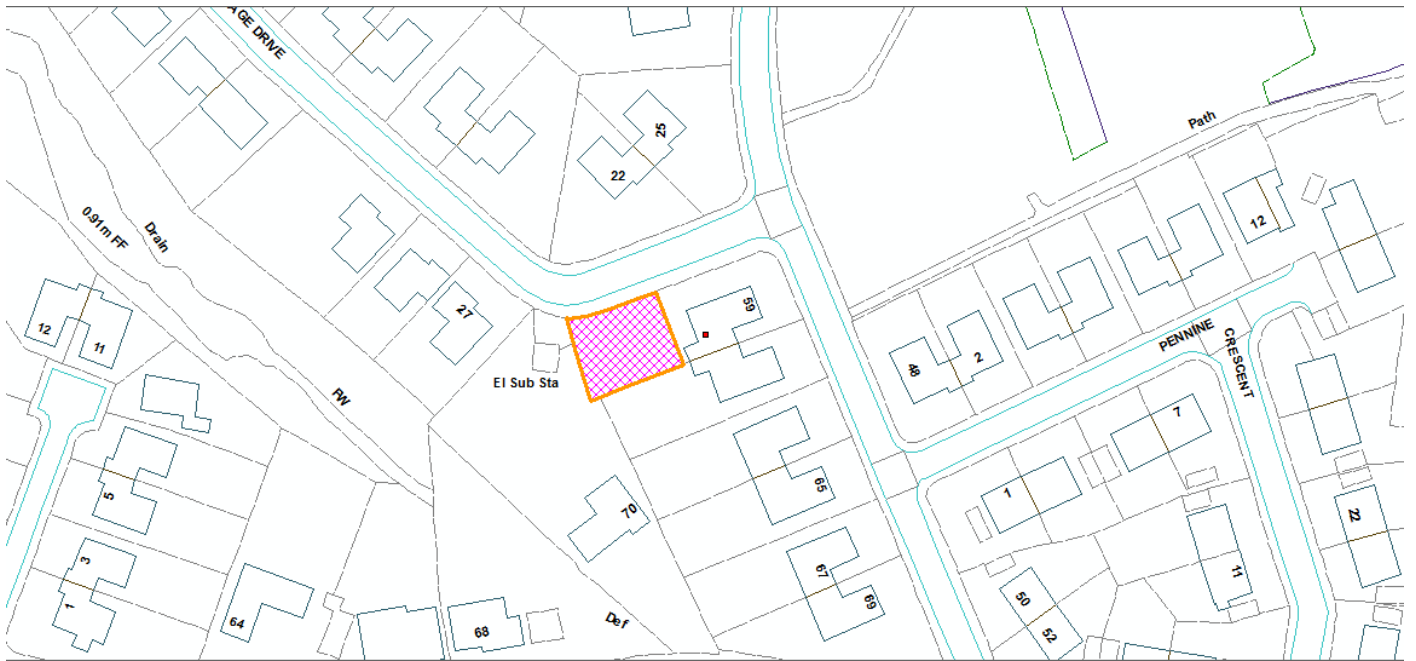 AGE DRIVE
25
22
Path
0.91m FF
Drain
12
27
59
12
11
El Sub Sta
PENNINE
CRESCENT
48
2
FW
7
5
65
1
70
22
3
67
11
1
64
68
Def
69
50
52